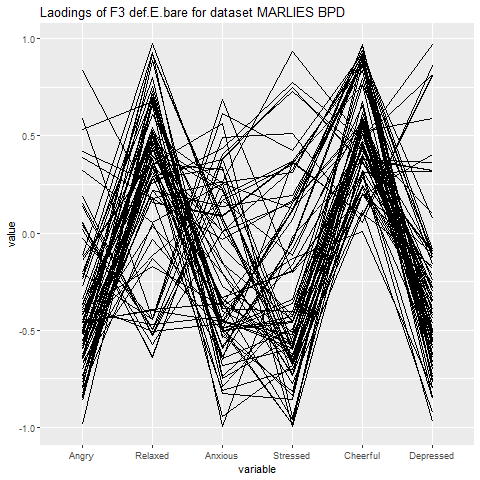 Laodings of F3 def.E.bare for dataset MARLIES BPD
1.0
0.5
0.0
-0.5
-1.0
value
Angry Relaxed Anxious Stressed Cheerful Depressed
variable